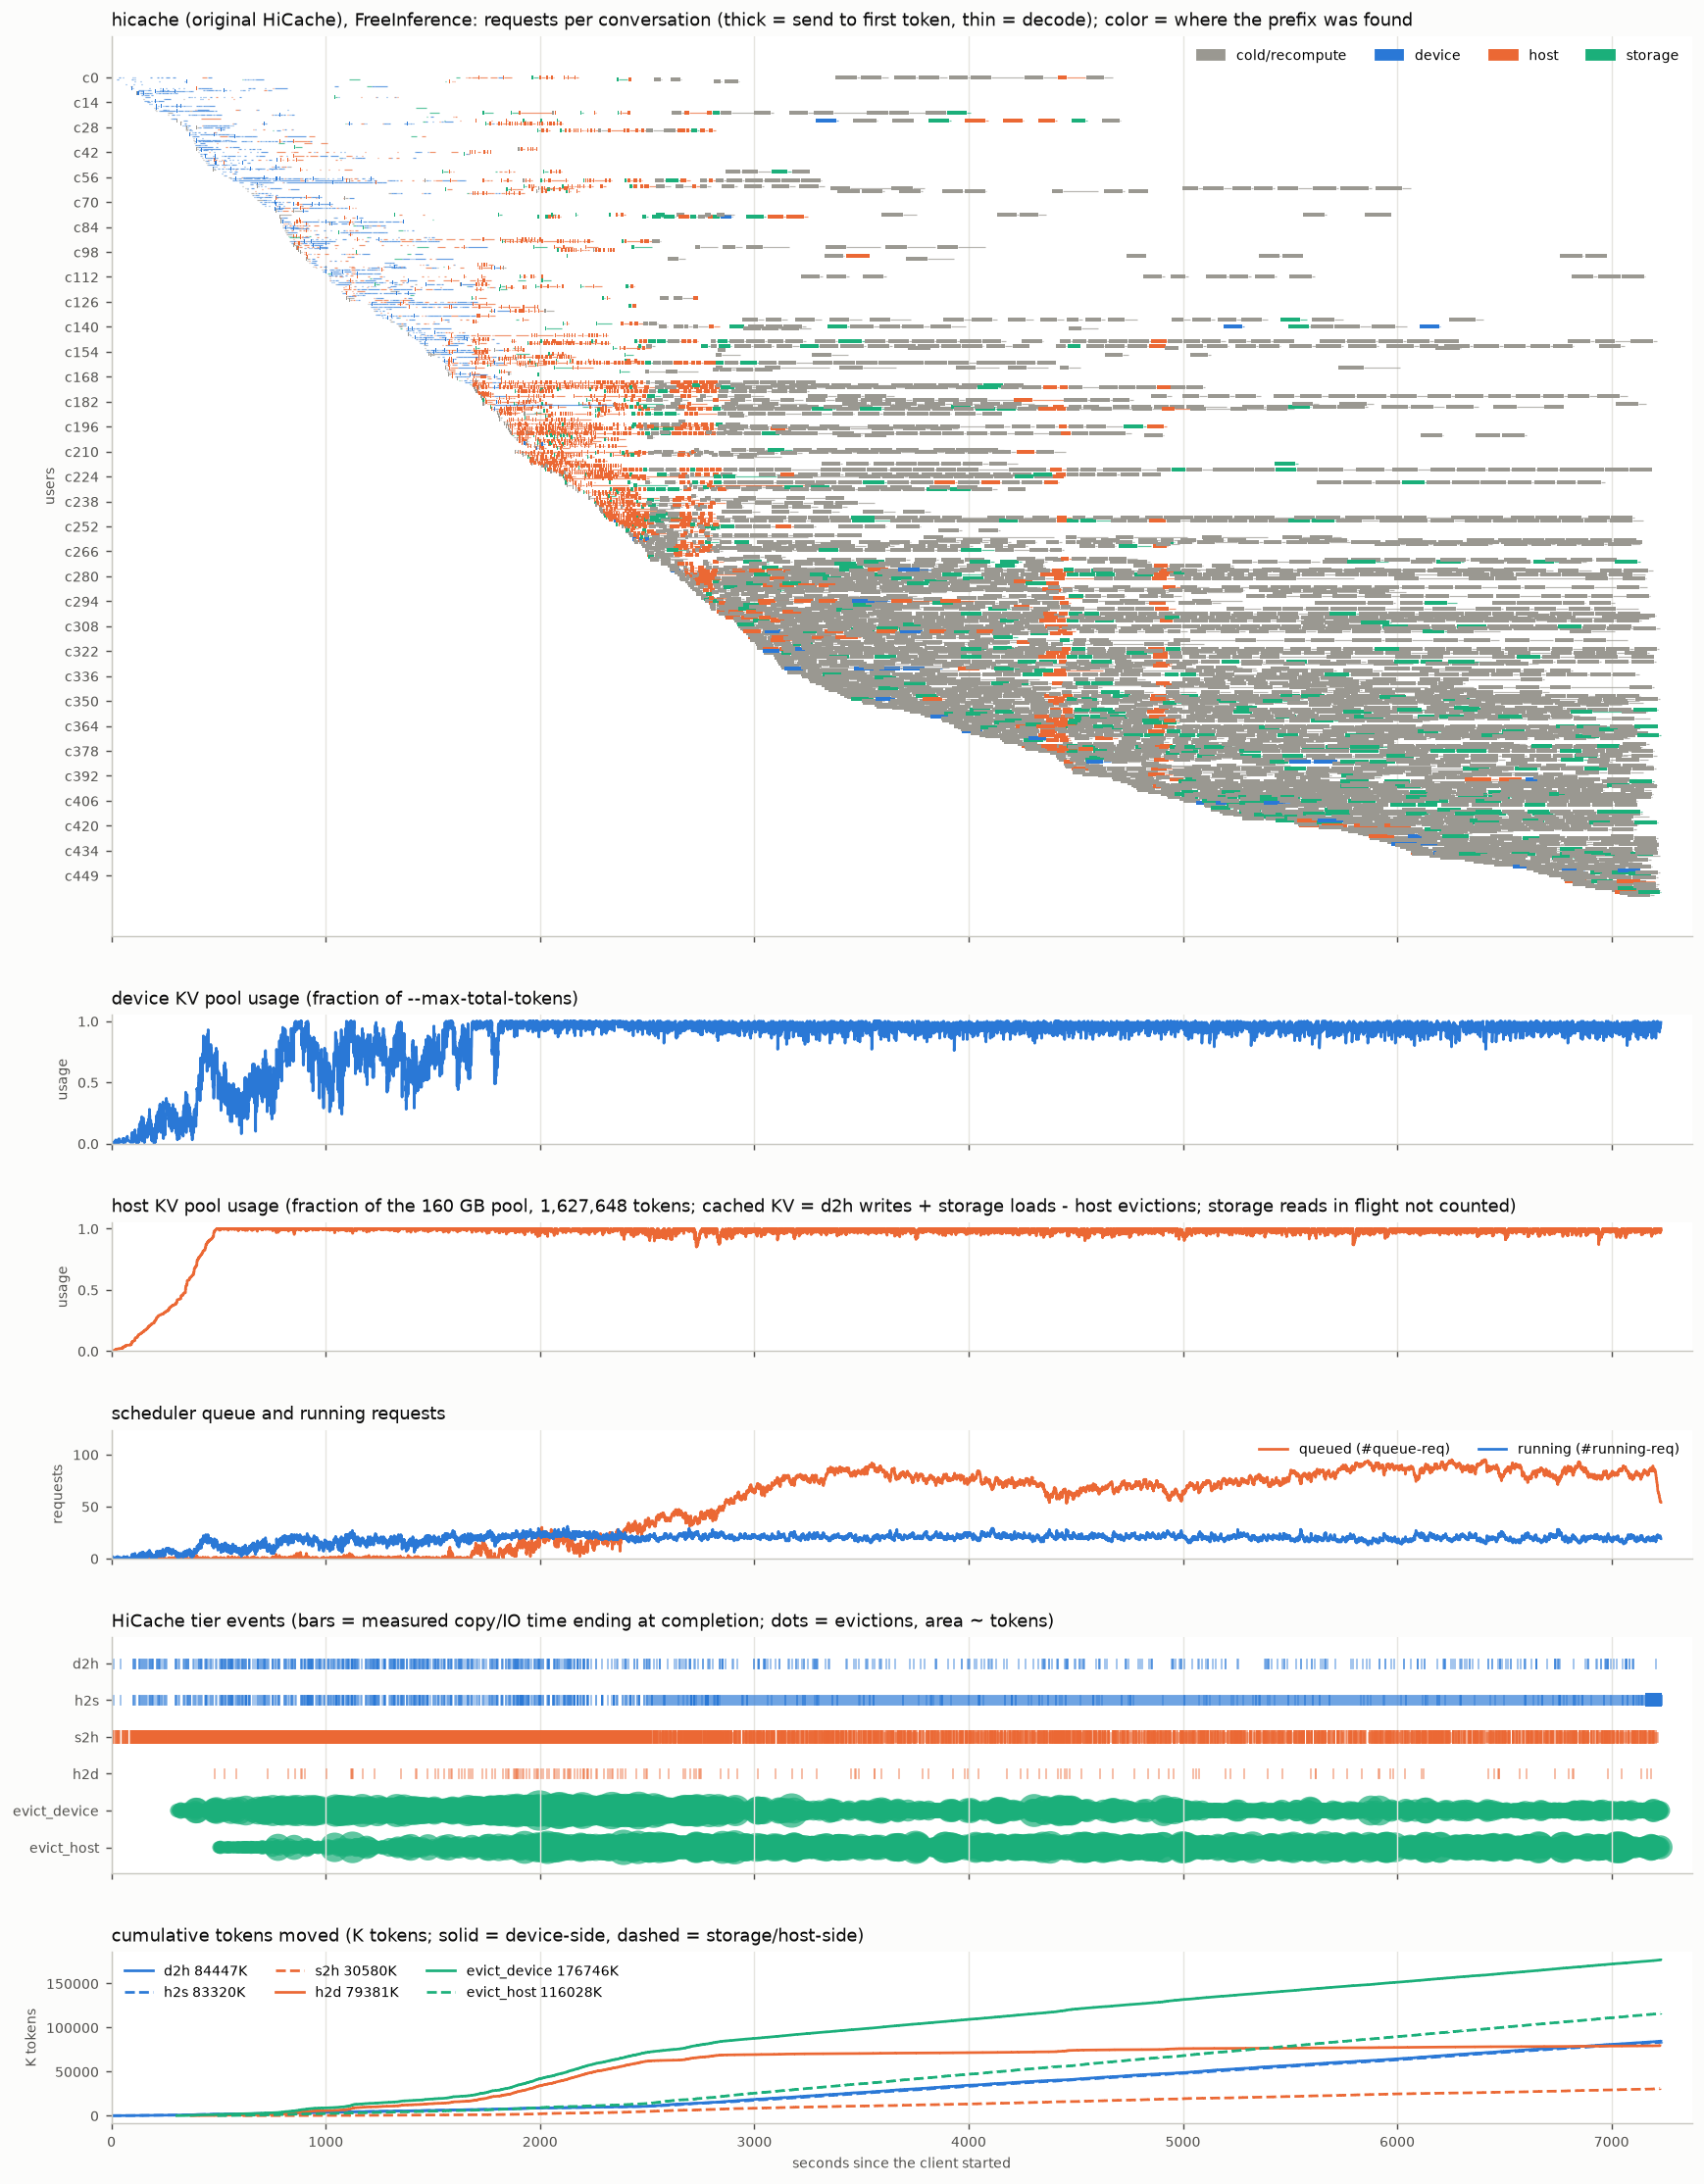 hicache (original HiCache), FreeInference: requests per conversation (thick = send to first token, thin = decode); color = where the prefix was found
cold/recompute device host storage
c0
c14
c28
c42
c56
c70
c84
c98
c112
c126
c140
c154
c168
c182
c196
c210
c224
c238
c252
c266
c280
c294
c308
c322
c336
c350
c364
c378
c392
c406
c420
c434
c449
users
device KV pool usage (fraction of --max-total-tokens)
1.0
0.5
0.0
usage
host KV pool usage (fraction of the 160 GB pool, 1,627,648 tokens; cached KV = d2h writes + storage loads - host evictions; storage reads in flight not counted)
1.0
0.5
0.0
usage
scheduler queue and running requests
queued (#queue-req) running (#running-req)
100
50
0
requests
HiCache tier events (bars = measured copy/IO time ending at completion; dots = evictions, area ~ tokens)
d2h
h2s
s2h
h2d
evict_device
evict_host
cumulative tokens moved (K tokens; solid = device-side, dashed = storage/host-side)
d2h 84447K s2h 30580K evict_device 176746K
h2s 83320K h2d 79381K evict_host 116028K
150000
100000
50000
0
K tokens
0 1000 2000 3000 4000 5000 6000 7000
seconds since the client started